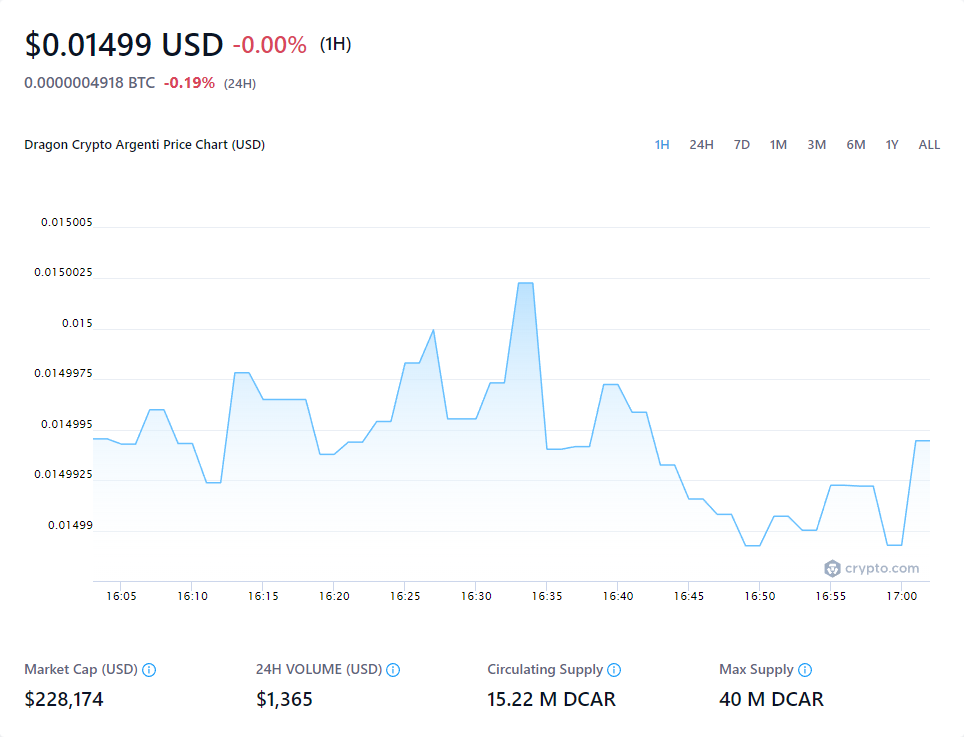 $0.01499 USD -0.00% (1H)
0.0000004918 BTC -0.19% (24H)
Dragon Crypto Argenti Price Chart (USD) 1H 24H 7D 1M 3M 6M 1Y ALL
0.015005
0.0150025
0.015
0.0149975
0.014995
0.0149925
0.01499
crypto.com
16:05 16:10 16:15 16:20 16:25 16:30 16:35 16:40 16:45 16:50 16:55 17:00
Market Cap (USD) 24H VOLUME (USD) Circulating Supply Max Supply
$228,174 $1,365 15.22 M DCAR 40 M DCAR